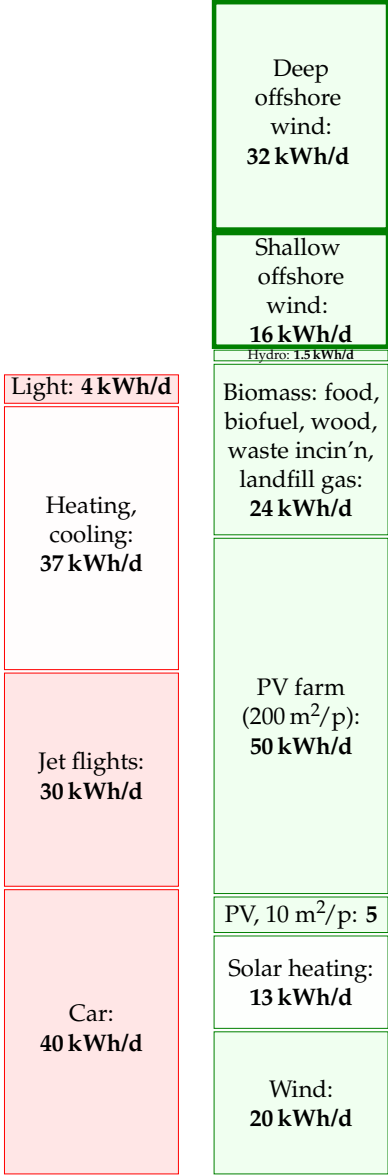 Light: 4 kWh/d
Heating,
cooling:
37 kWh/d
Jet flights:
30 kWh/d
Car:
40 kWh/d
Deep
offshore
wind:
32 kWh/d
Shallow
offshore
wind:
16 kWh/d
Hydro: 1.5 kWh/d
Biomass: food,
biofuel, wood,
waste incin’n,
landfill gas:
24 kWh/d
PV farm
(200 m²/p):
50 kWh/d
PV, 10 m²/p: 5
Solar heating:
13 kWh/d
Wind:
20 kWh/d